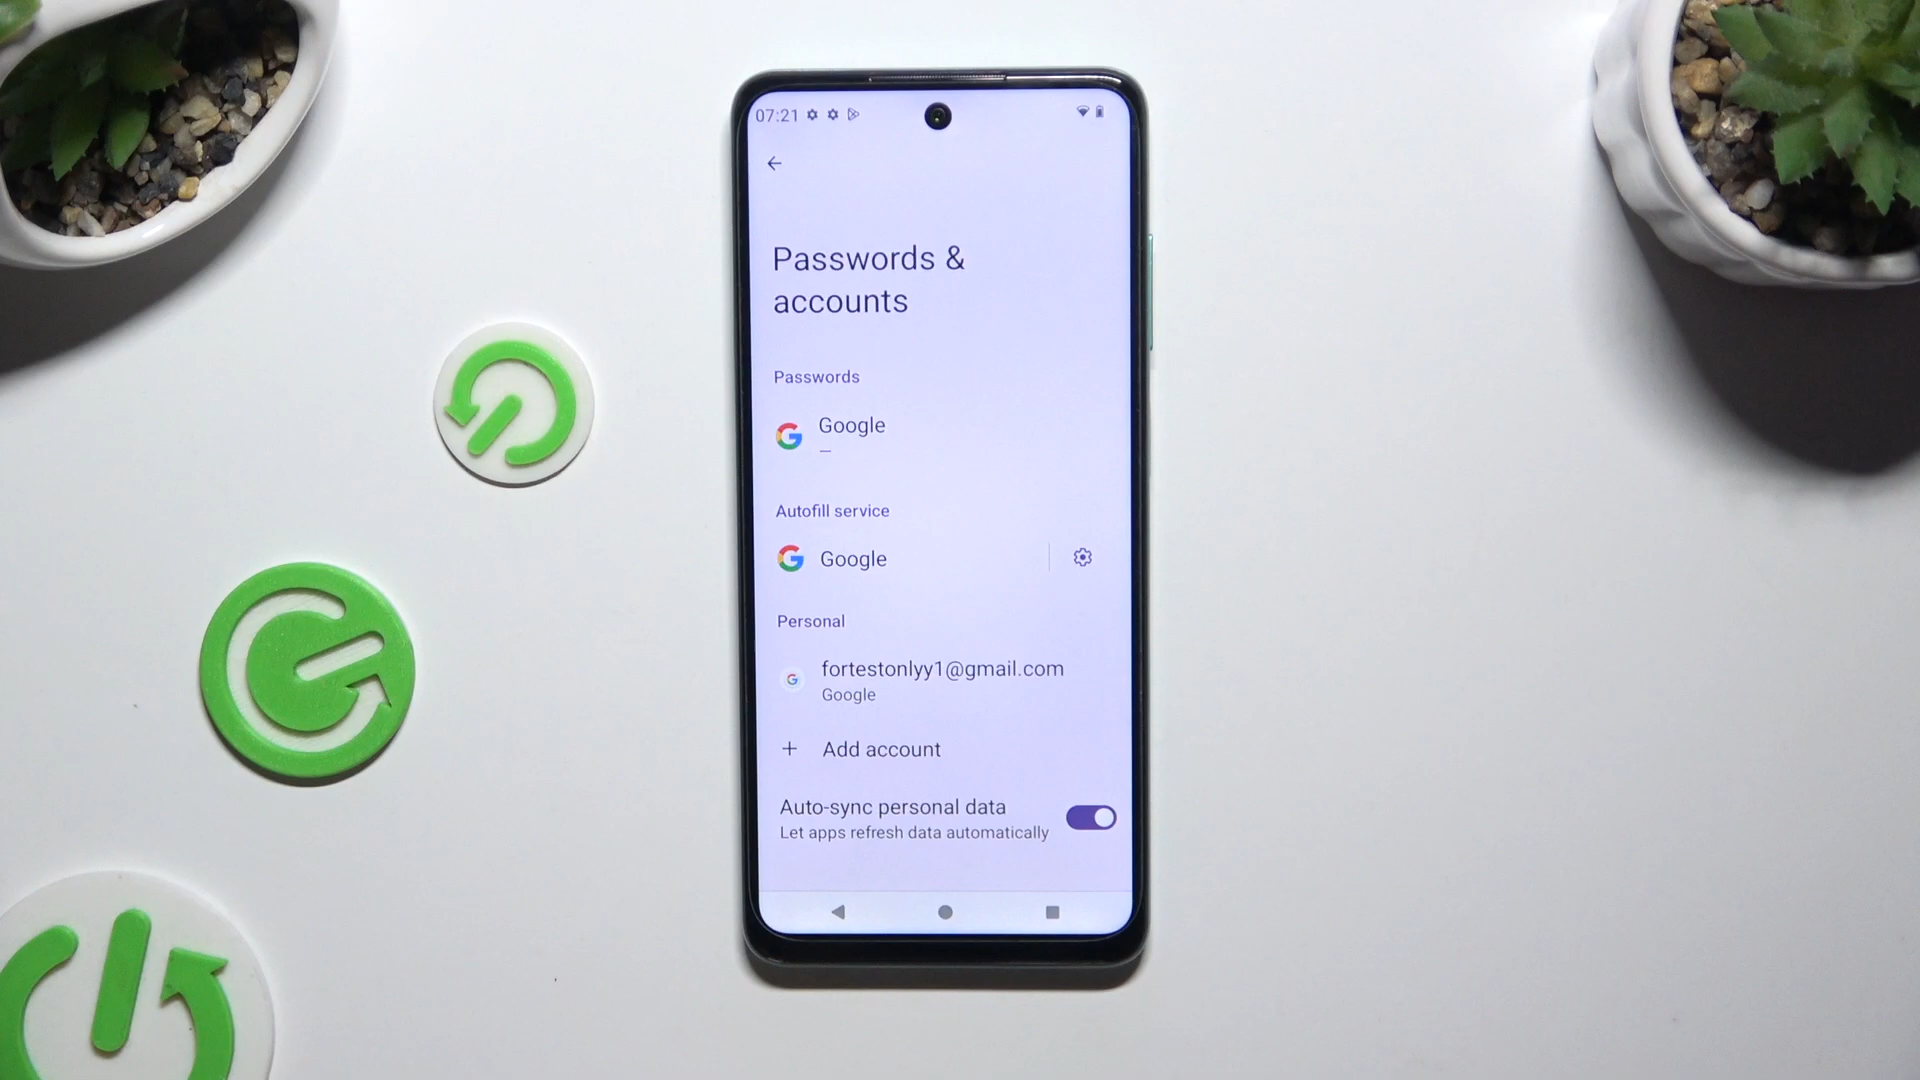 07:21
Passwords &
accounts
Passwords
Google
—
Autofill service
Google
Personal
fortestonlyy1@gmail.com
Google
Add account
Auto-sync personal data
Let apps refresh data automatically